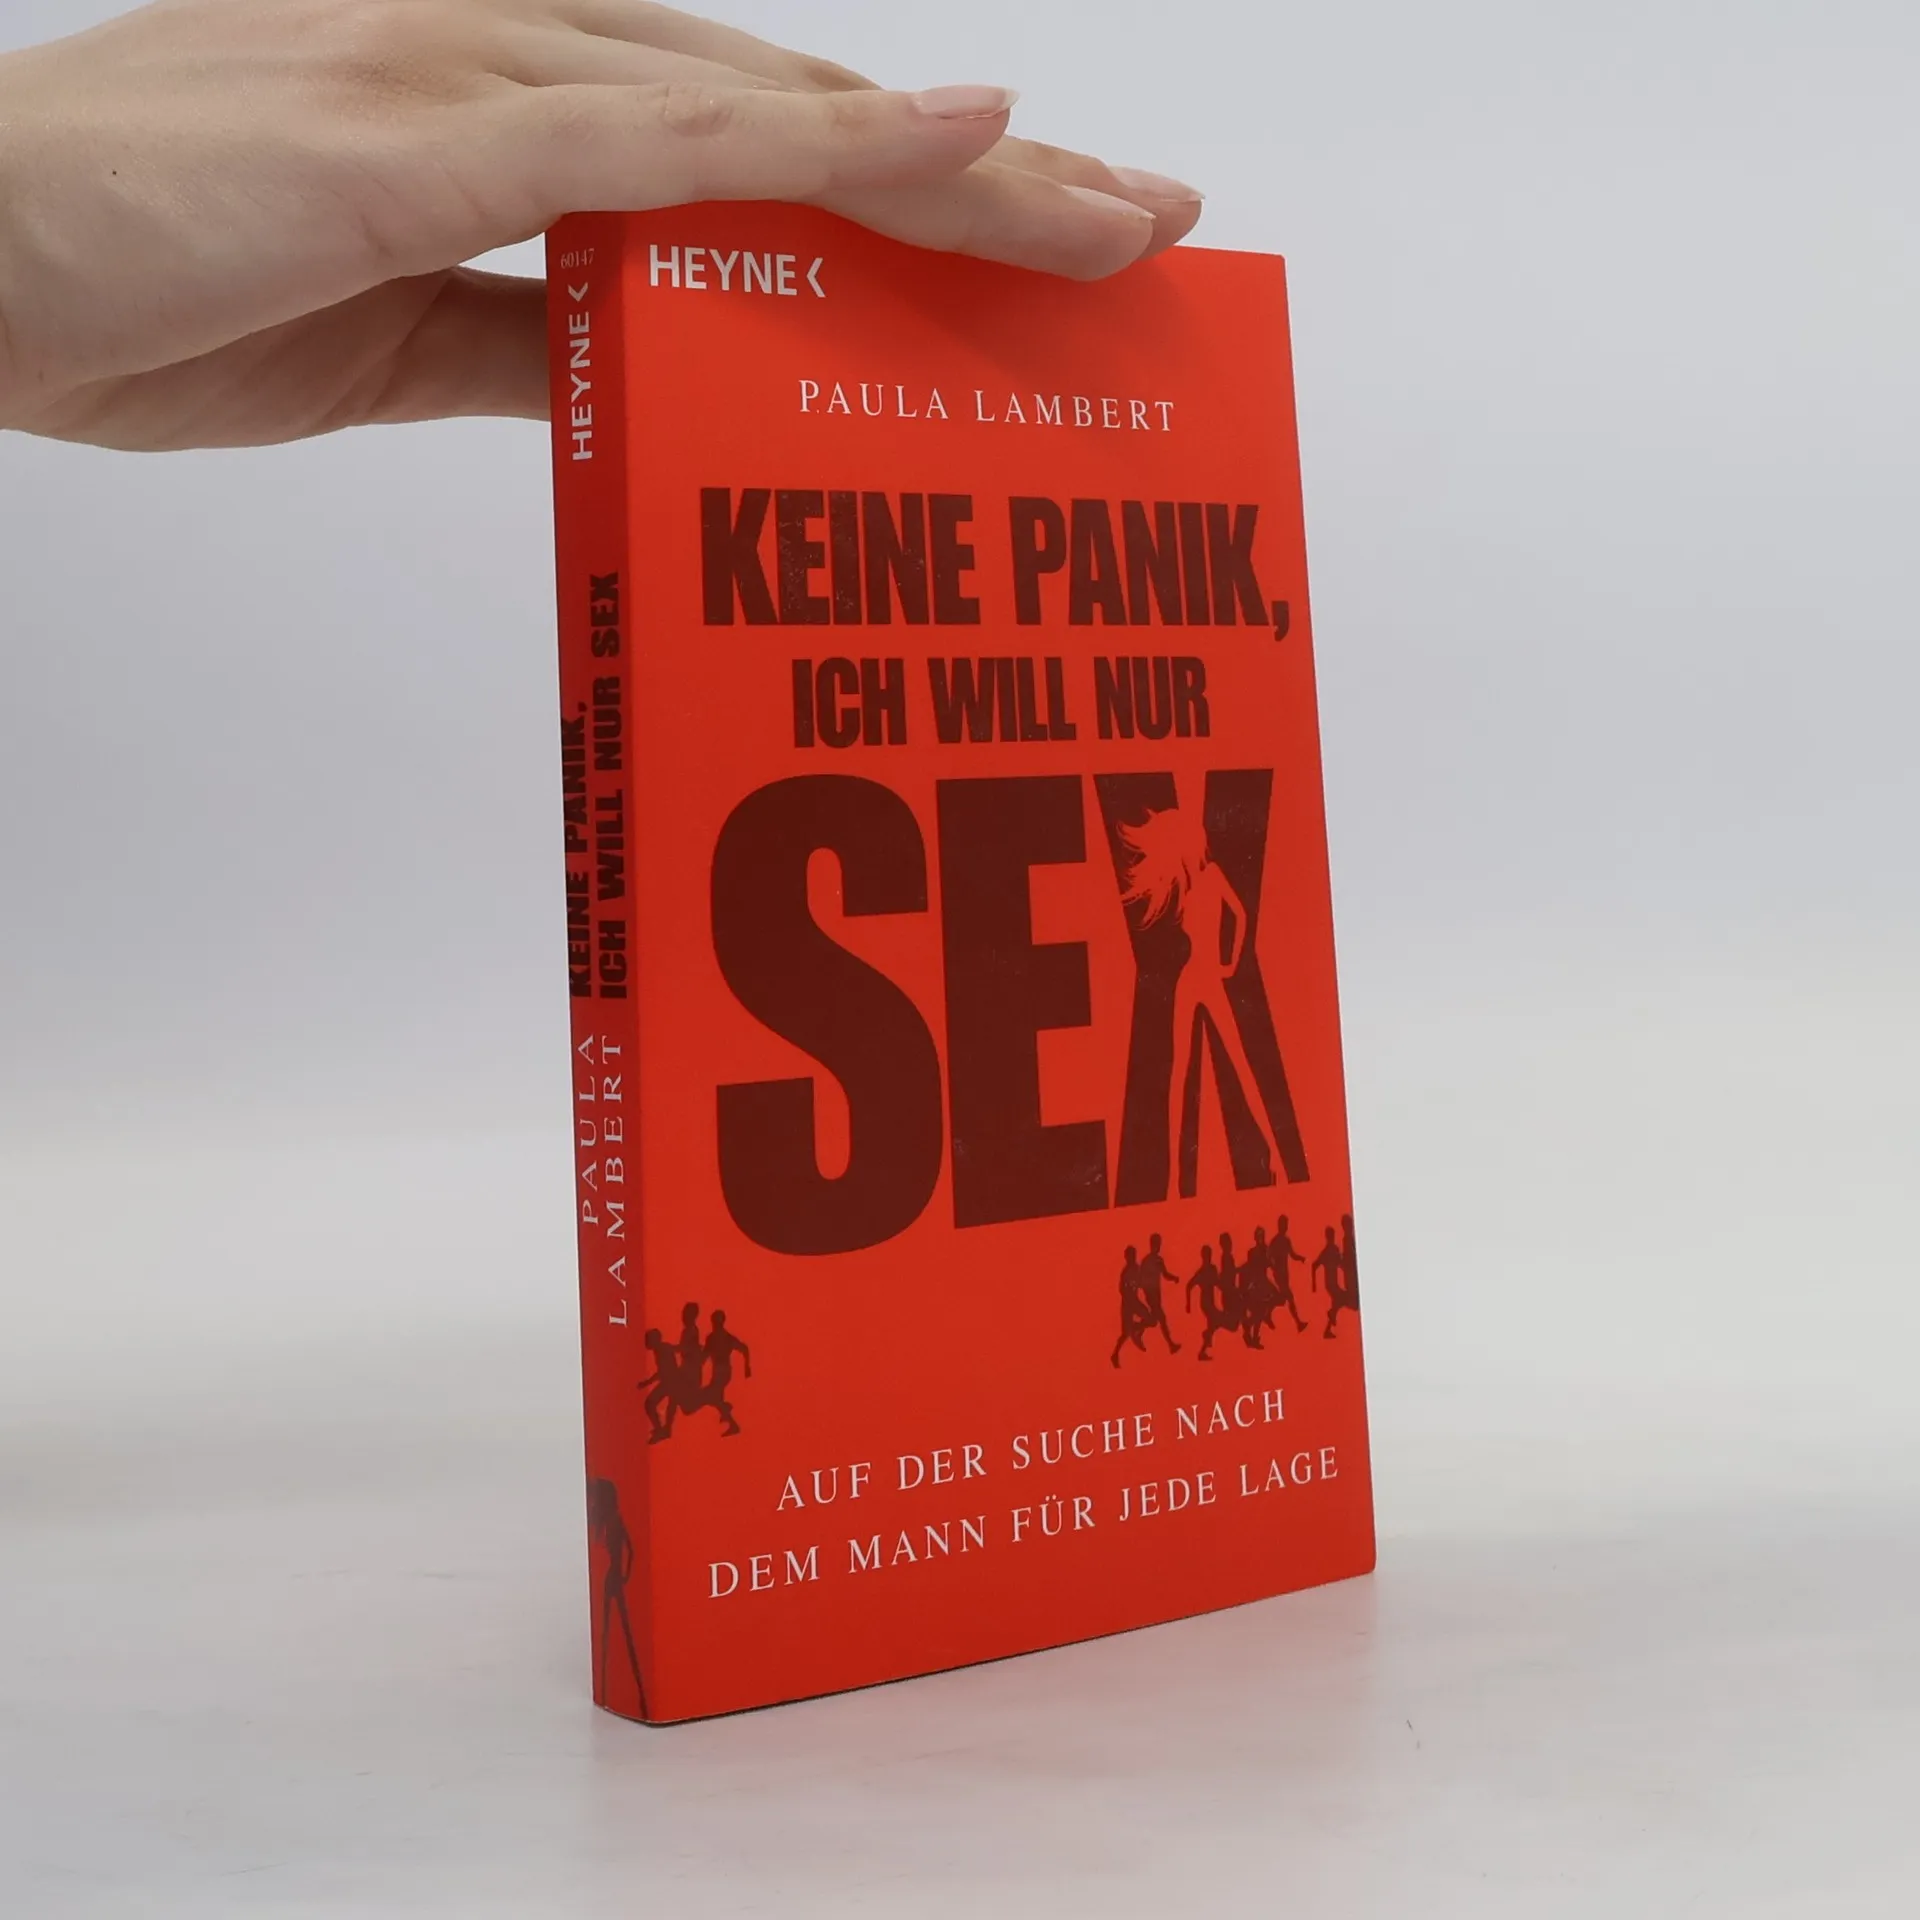 60147
HEYNE
KEINE PANIK,
ICH WILL NUR SEX
PAULA
LAMBERT
HEYNE
PAULA LAMBERT
KEINE PANIK,
ICH WILL NUR
SEX
AUF DER SUCHE NACH
DEM MANN FÜR JEDE LAGE